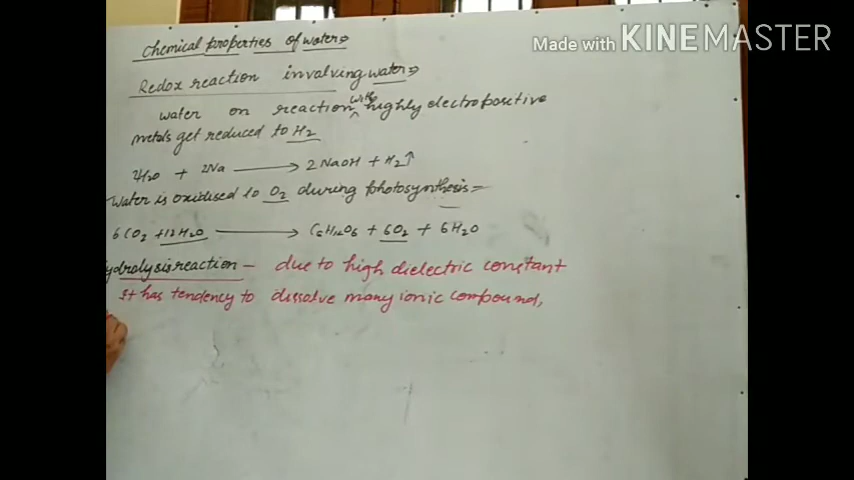 Chemical properties of water⇒
Made with KINEMASTER
Redox reaction involving water⇒
water on reaction with highly electropositive
metals get reduced to H2
2H2O + 2Na → 2NaOH + H2↑
Water is oxidised to O2 during photosynthesis=
6CO2 + 12H2O → C6H12O6 + 6O2 + 6H2O
ydrolysis reaction - due to high dielectric constant
It has tendency to dissolve many ionic compound,